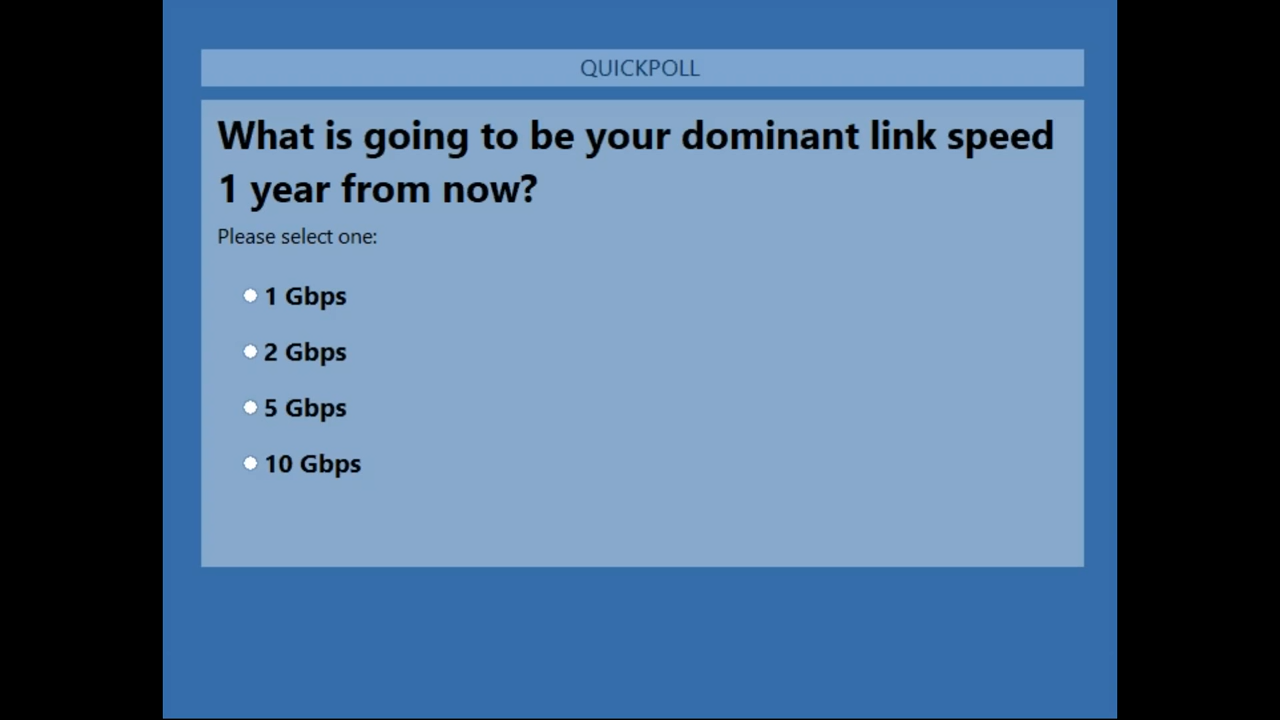 QUICKPOLL
What is going to be your dominant link speed
1 year from now?
Please select one:
1 Gbps
2 Gbps
5 Gbps
10 Gbps